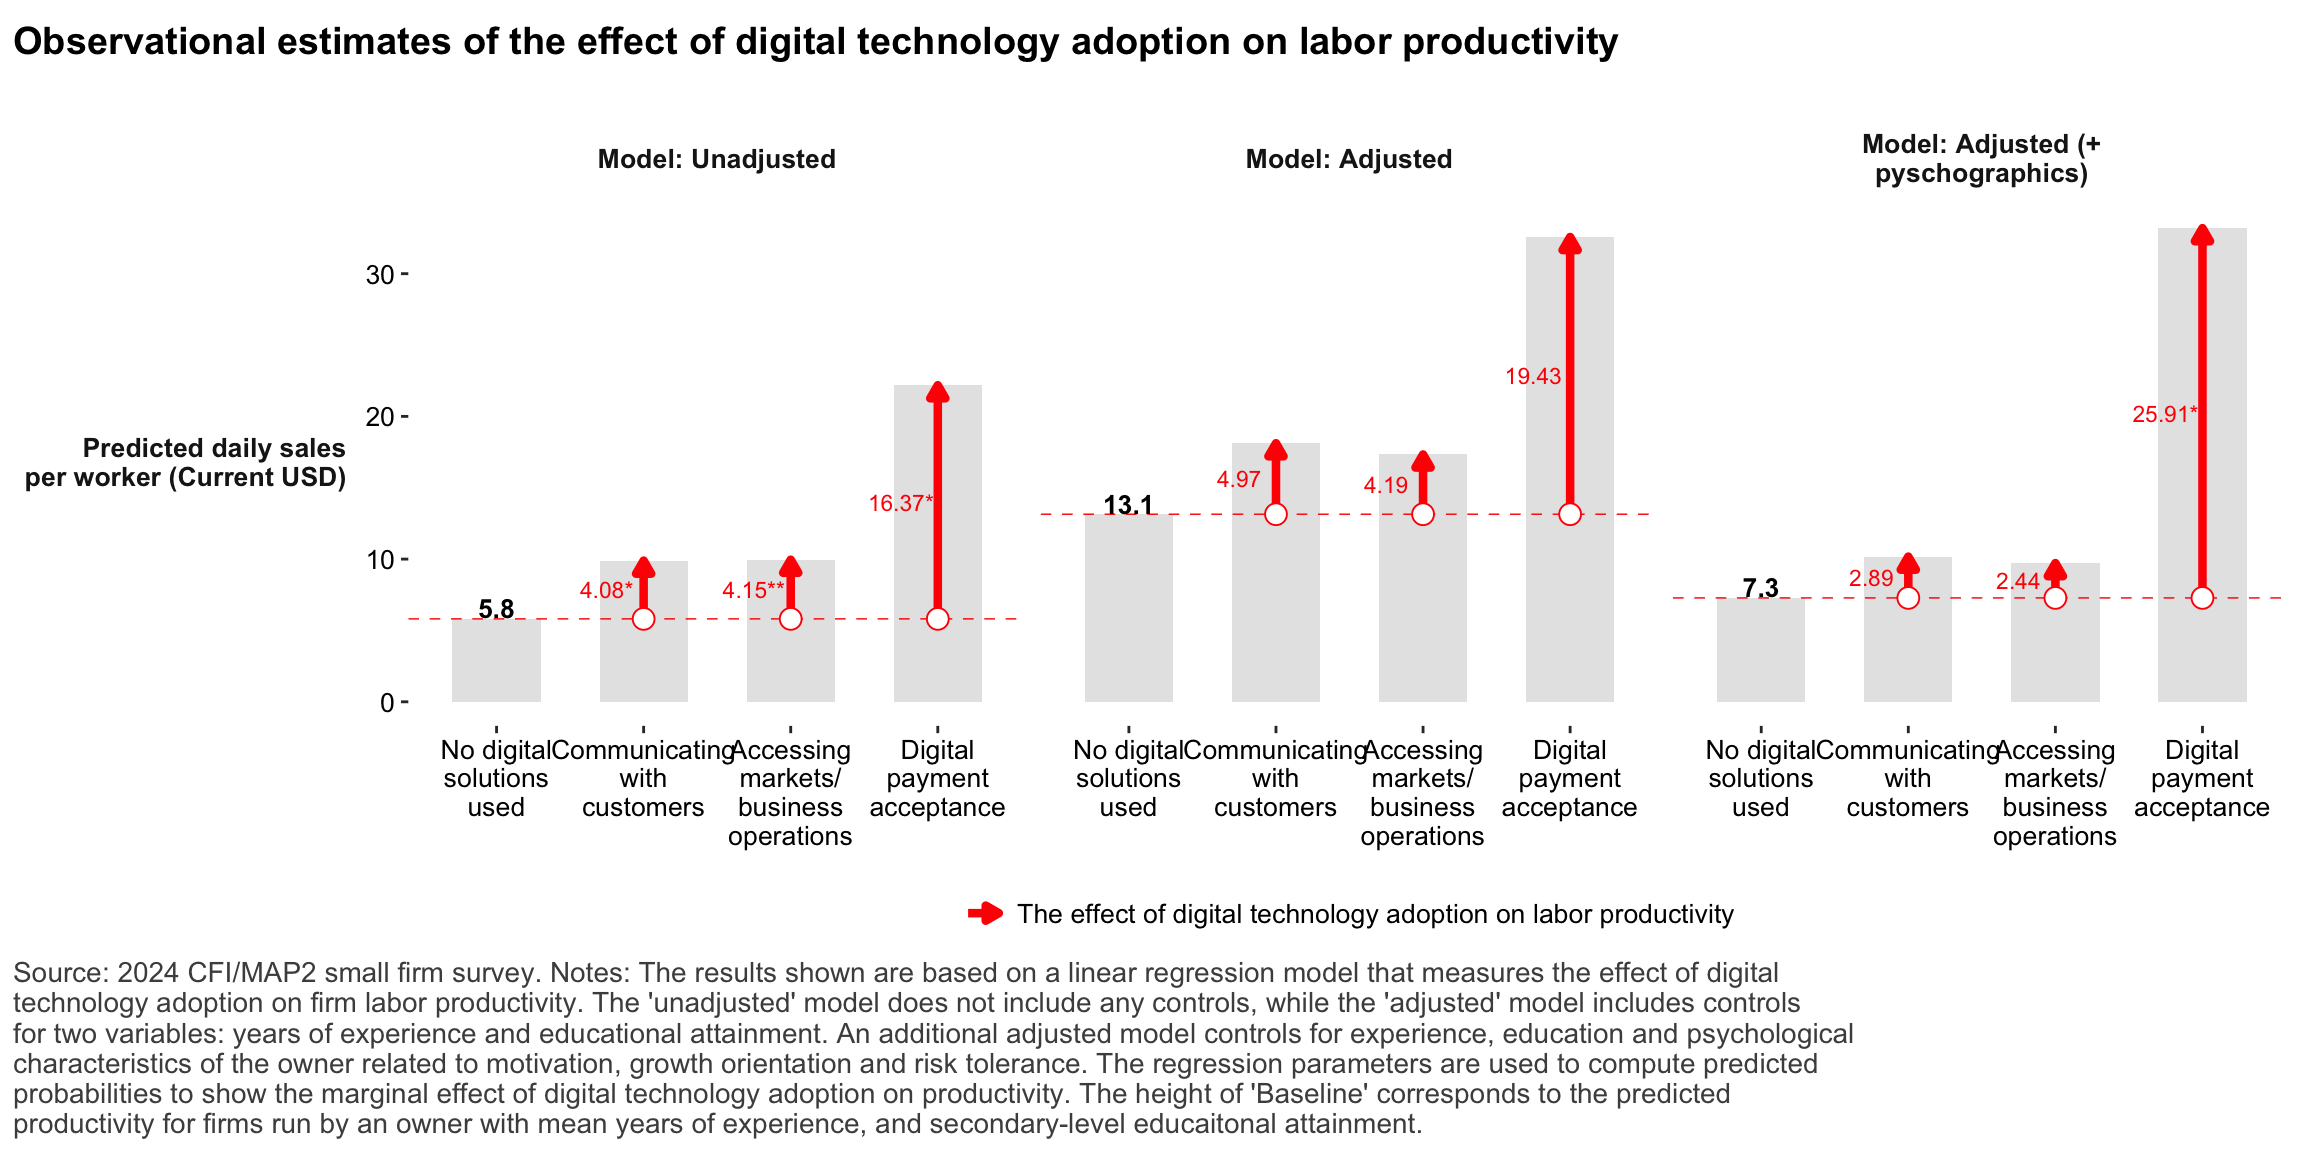 Observational estimates of the effect of digital technology adoption on labor productivity
Model: Unadjusted
Model: Adjusted
Model: Adjusted (+
pyschographics)
Predicted daily sales
per worker (Current USD)
30
20
10
0
5.8
4.08*
4.15**
16.37*
13.1
4.97
4.19
19.43
7.3
2.89
2.44
25.91*
No digital
solutions
used
Communicating
with
customers
Accessing
markets/
business
operations
Digital
payment
acceptance
No digital
solutions
used
Communicating
with
customers
Accessing
markets/
business
operations
Digital
payment
acceptance
No digital
solutions
used
Communicating
with
customers
Accessing
markets/
business
operations
Digital
payment
acceptance
The effect of digital technology adoption on labor productivity
Source: 2024 CFI/MAP2 small firm survey. Notes: The results shown are based on a linear regression model that measures the effect of digital
technology adoption on firm labor productivity. The 'unadjusted' model does not include any controls, while the 'adjusted' model includes controls
for two variables: years of experience and educational attainment. An additional adjusted model controls for experience, education and psychological
characteristics of the owner related to motivation, growth orientation and risk tolerance. The regression parameters are used to compute predicted
probabilities to show the marginal effect of digital technology adoption on productivity. The height of 'Baseline' corresponds to the predicted
productivity for firms run by an owner with mean years of experience, and secondary-level educaitonal attainment.